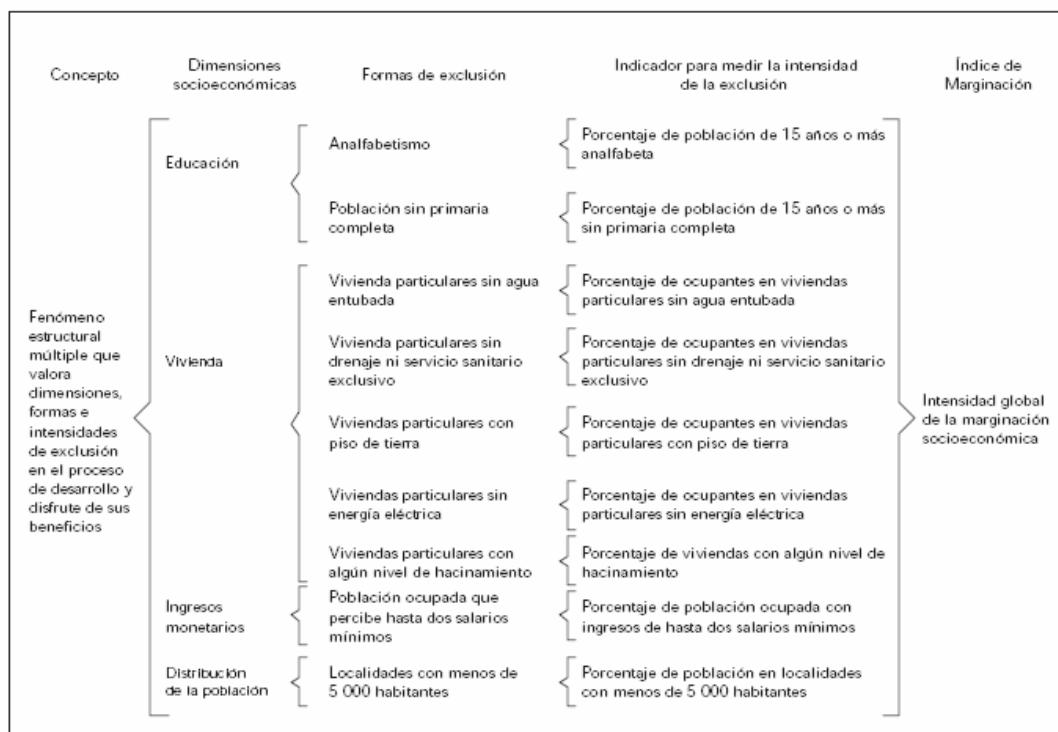 Concepto
Dimensiones
socioeconómicas
Formas de exclusión
Indicador para medir la intensidad
de la exclusión
Índice de
Marginación
Fenómeno
estructural
múltiple que
valora
dimensiones,
formas e
intensidades
de exclusión
en el proceso
de desarrollo y
disfrute de sus
beneficios
Educación
Analfabetismo
Porcentaje de población de 15 años o más
analfabeta
Población sin primaria
completa
Porcentaje de población de 15 años o más
sin primaria completa
Vivienda
Vivienda particulares sin agua
entubada
Porcentaje de ocupantes en viviendas
particulares sin agua entubada
Vivienda particulares sin
drenaje ni servicio sanitario
exclusivo
Porcentaje de ocupantes en viviendas
particulares sin drenaje ni servicio sanitario
exclusivo
Viviendas particulares con
piso de tierra
Porcentaje de ocupantes en viviendas
particulares con piso de tierra
Viviendas particulares sin
energía eléctrica
Porcentaje de ocupantes en viviendas
particulares sin energía eléctrica
Viviendas particulares con
algún nivel de hacinamiento
Porcentaje de viviendas con algún nivel de
hacinamiento
Ingresos
monetarios
Población ocupada que
percibe hasta dos salarios
mínimos
Porcentaje de población ocupada con
ingresos de hasta dos salarios mínimos
Distribución
de la población
Localidades con menos de
5 000 habitantes
Porcentaje de población en localidades
con menos de 5 000 habitantes
Intensidad global
de la marginación
socioeconómica